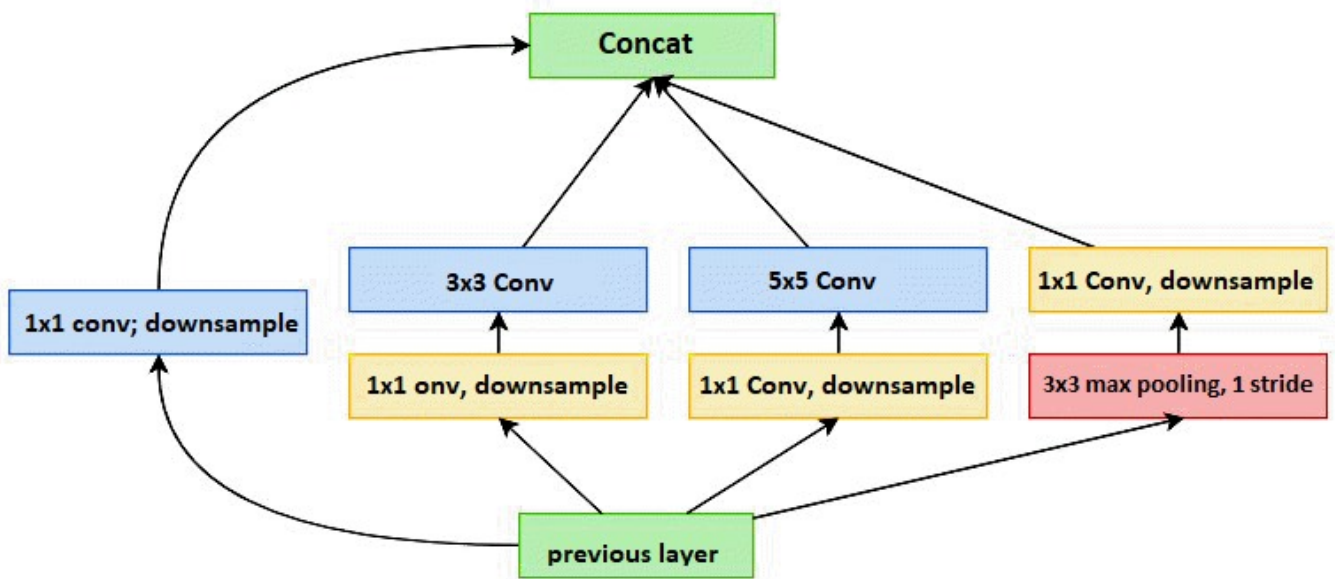 Concat
3x3 Conv
5x5 Conv
1x1 Conv, downsample
1x1 conv; downsample
1x1 onv, downsample
1x1 Conv, downsample
3x3 max pooling, 1 stride
previous layer